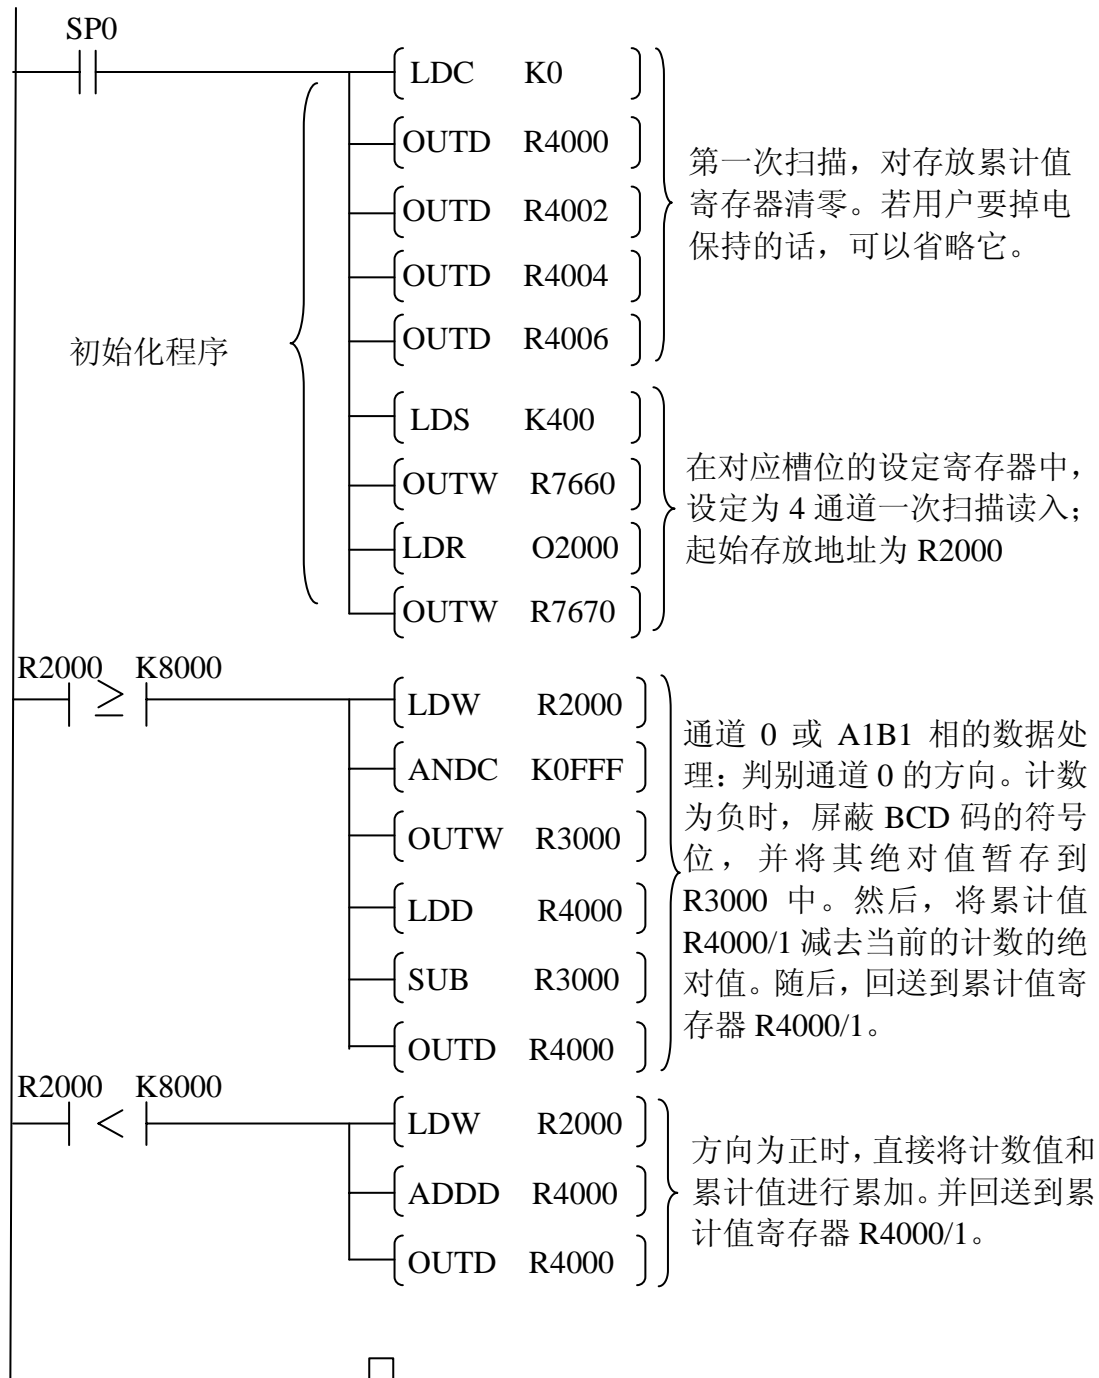 SP0
LDC K0
OUTD R4000
OUTD R4002
OUTD R4004
OUTD R4006
第一次扫描，对存放累计值
寄存器清零。若用户要掉电
保持的话，可以省略它。
初始化程序
LDS K400
OUTW R7660
LDR O2000
OUTW R7670
在对应槽位的设定寄存器中，
设定为 4 通道一次扫描读入；
起始存放地址为 R2000
R2000 K8000
≥
LDW R2000
ANDC K0FFF
OUTW R3000
LDD R4000
SUB R3000
OUTD R4000
通道 0 或 A1B1 相的数据处
理：判别通道 0 的方向。计数
为负时，屏蔽 BCD 码的符号
位，并将其绝对值暂存到
R3000 中。然后，将累计值
R4000/1 减去当前的计数的绝
对值。随后，回送到累计值寄
存器 R4000/1。
R2000 K8000
<
LDW R2000
ADDD R4000
OUTD R4000
方向为正时，直接将计数值和
累计值进行累加。并回送到累
计值寄存器 R4000/1。